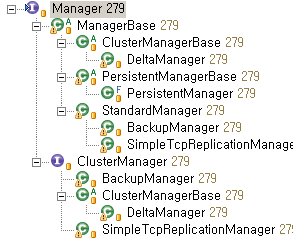 Manager 279
ManagerBase 279
ClusterManagerBase 279
DeltaManager 279
PersistentManagerBase 279
PersistentManager 279
StandardManager 279
BackupManager 279
SimpleTcpReplicationManage
ClusterManager 279
BackupManager 279
ClusterManagerBase 279
DeltaManager 279
SimpleTcpReplicationManager 279